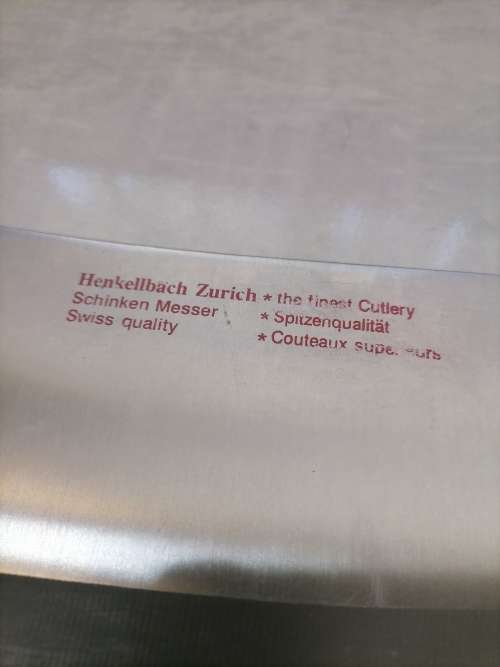 Henkellbach Zurich * the finest Cutlery
Schinken Messer * Spitzenqualität
Swiss quality * Couteaux